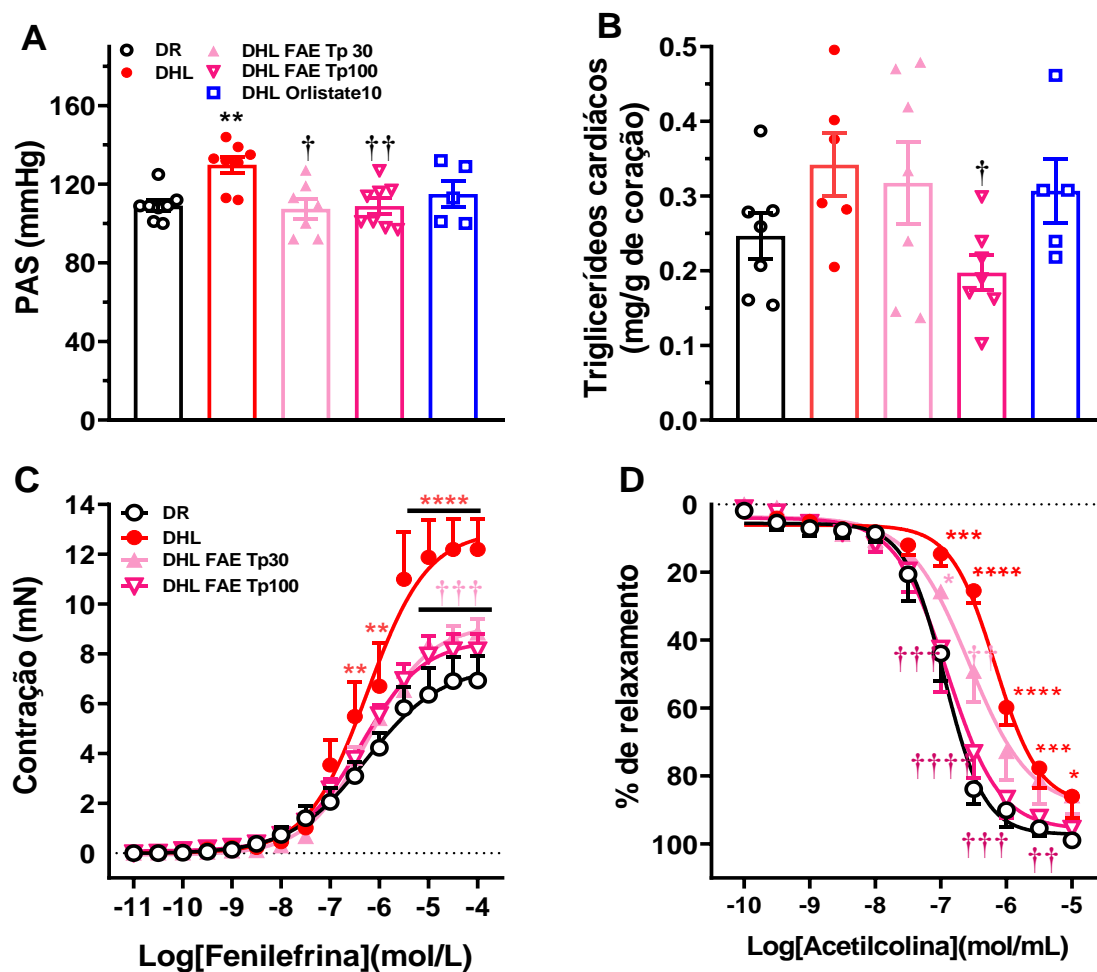 A
DR
DHL
DHL FAE Tp 30
DHL FAE Tp100
DHL Orlistate10
PAS (mmHg)
160
120
80
40
0
**
†
††
B
Triglicerídeos cardiácos
(mg/g de coração)
0.5
0.4
0.3
0.2
0.1
0.0
†
C
DR
DHL
DHL FAE Tp30
DHL FAE Tp100
Contração (mN)
14
12
10
8
6
4
2
0
****
†††
**
**
-11 -10 -9 -8 -7 -6 -5 -4
Log[Fenilefrina](mol/L)
D
% de relaxamento
0
20
40
60
80
100
***
****
*
†††
††
****
††††
***
*
†††
††
-10 -9 -8 -7 -6 -5
Log[Acetilcolina](mol/mL)